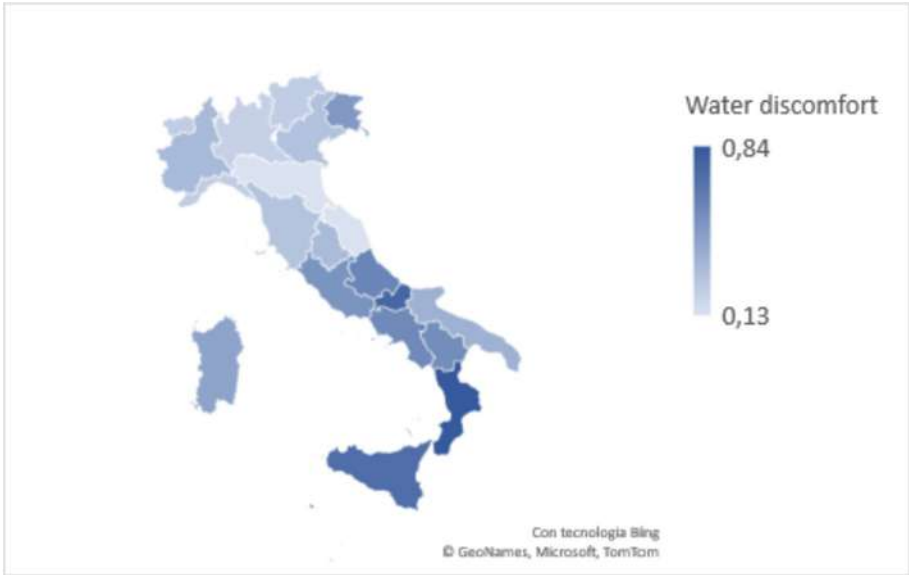 Water discomfort
0,84
0,13
Con tecnologia Bing
© GeoNames, Microsoft, TomTom